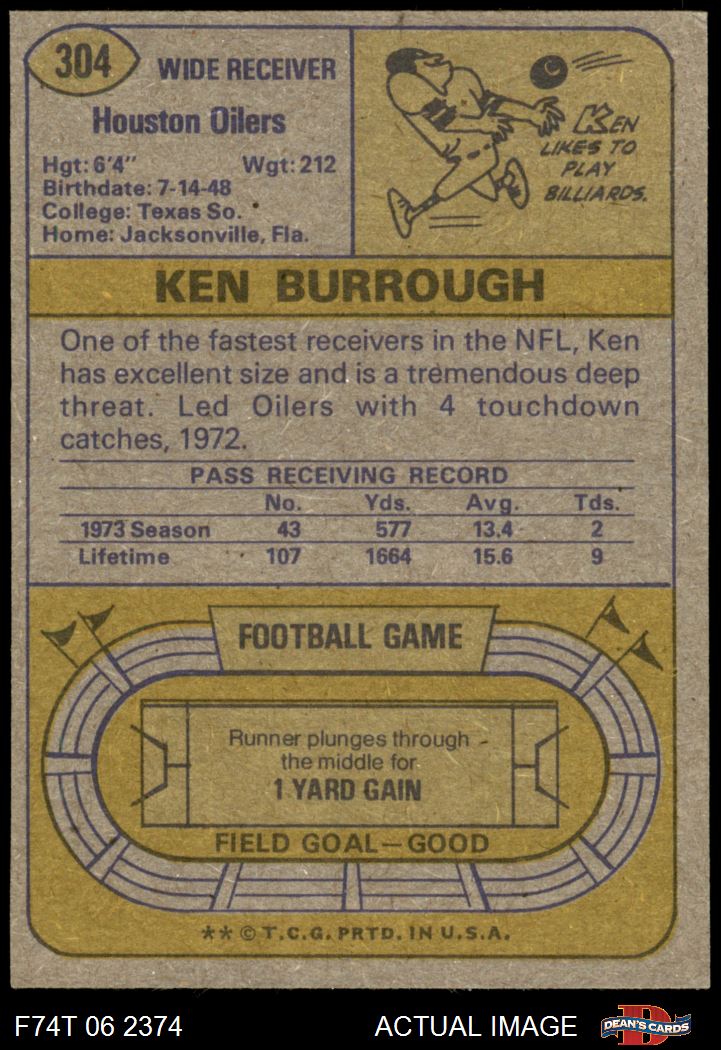 304
WIDE RECEIVER
Houston Oilers
Hgt: 6'4" Wgt: 212
Birthdate: 7-14-48
College: Texas So.
Home: Jacksonville, Fla.
KEN
LIKES TO
PLAY
BILLIARDS.
KEN BURROUGH
One of the fastest receivers in the NFL, Ken
has excellent size and is a tremendous deep
threat. Led Oilers with 4 touchdown
catches, 1972.
PASS RECEIVING RECORD
No. Yds. Avg. Tds.
1973 Season 43 577 13.4 2
Lifetime 107 1664 15.6 9
FOOTBALL GAME
Runner plunges through
the middle for
1 YARD GAIN
FIELD GOAL—GOOD
** © T.C.G. PRTD. IN U.S.A.
F74T 06 2374 ACTUAL IMAGE
D
DEAN'S CARDS